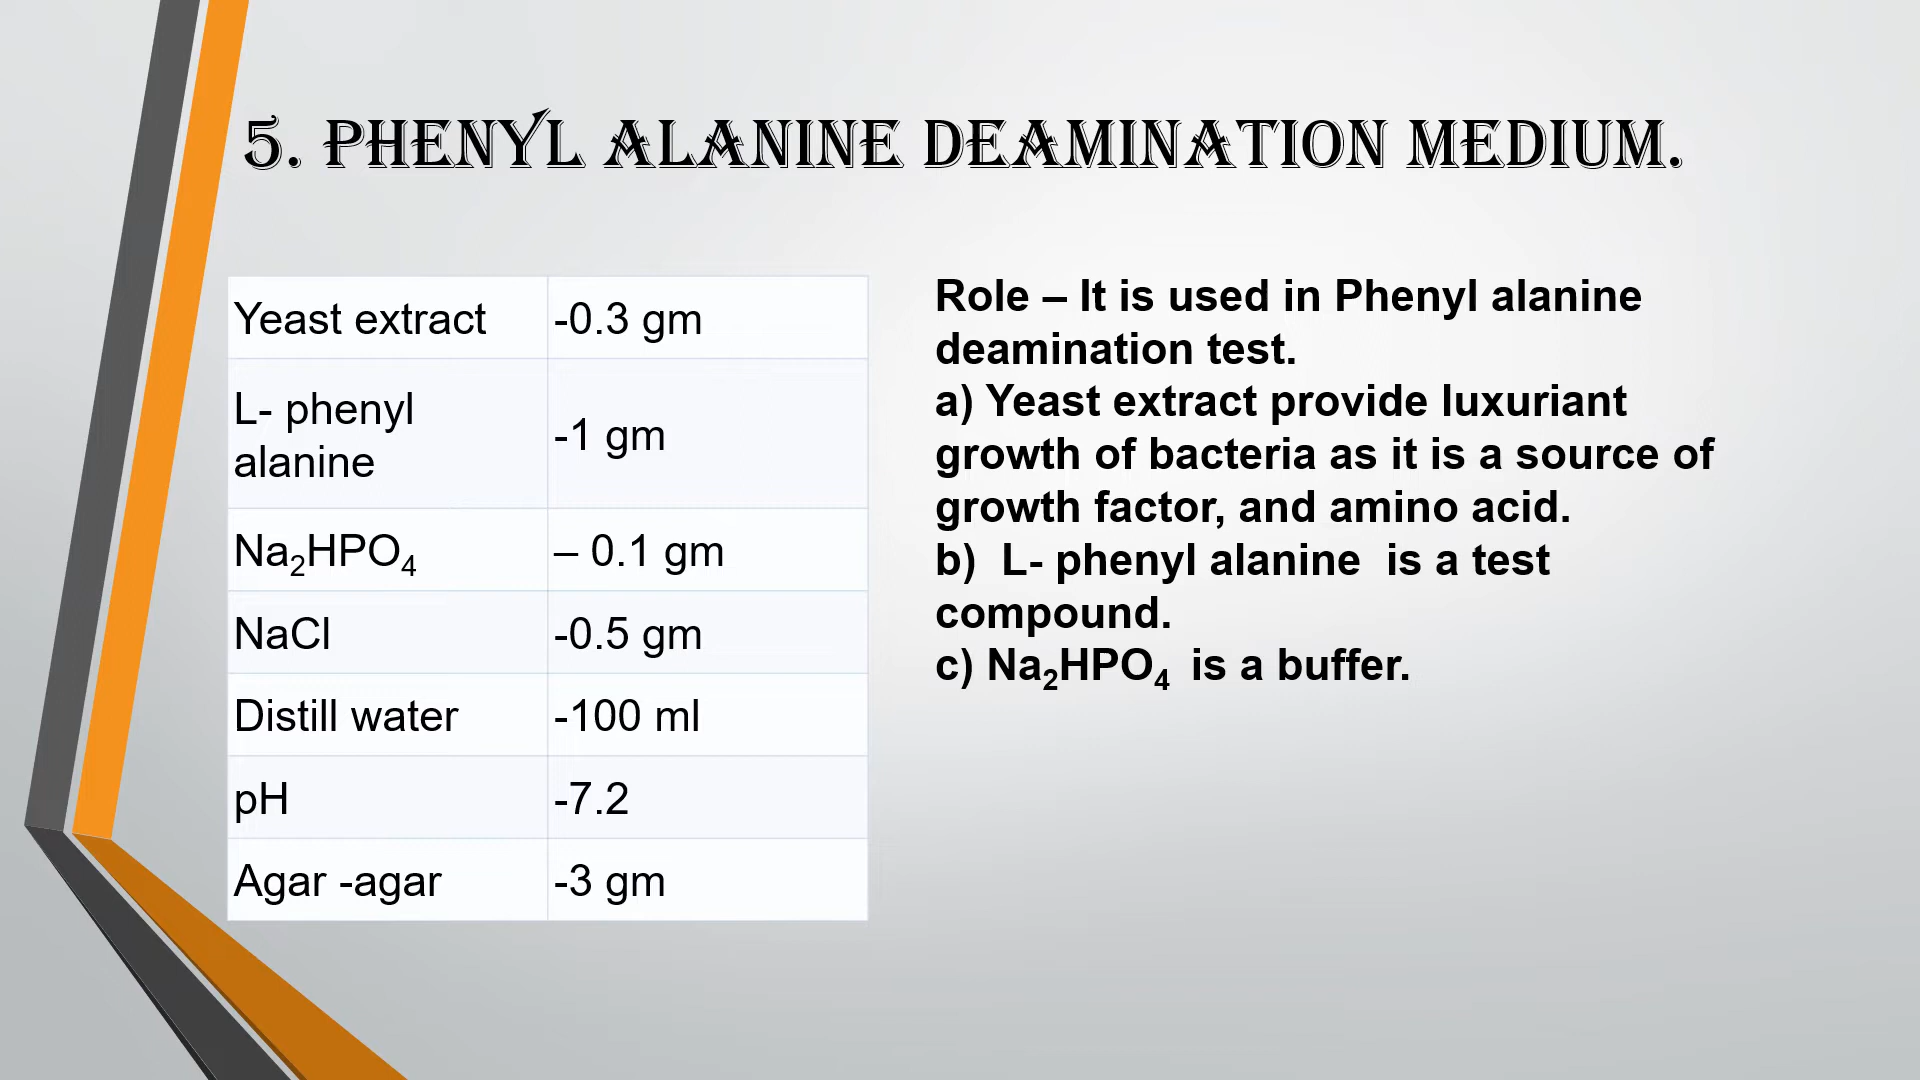 5. PHENYL ALANINE DEAMINATION MEDIUM.
Yeast extract -0.3 gm
L- phenyl
alanine -1 gm
Na₂HPO₄ – 0.1 gm
NaCl -0.5 gm
Distill water -100 ml
pH -7.2
Agar -agar -3 gm
Role – It is used in Phenyl alanine
deamination test.
a) Yeast extract provide luxuriant
growth of bacteria as it is a source of
growth factor, and amino acid.
b) L- phenyl alanine is a test
compound.
c) Na₂HPO₄ is a buffer.